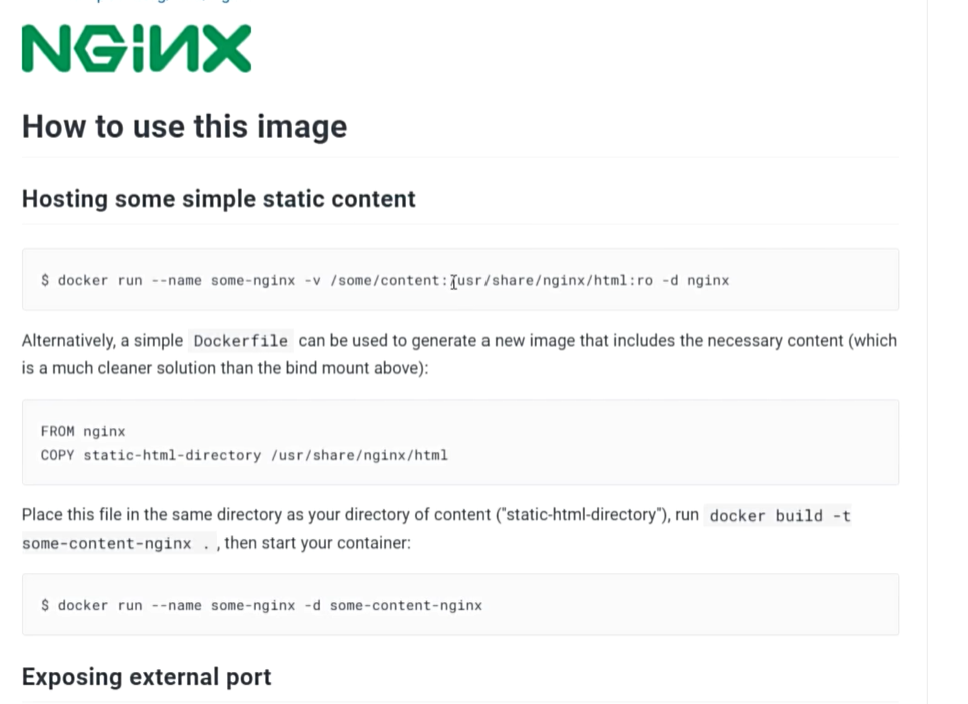 NGiNX
How to use this image
Hosting some simple static content
$ docker run --name some-nginx -v /some/content:/usr/share/nginx/html:ro -d nginx
Alternatively, a simple Dockerfile can be used to generate a new image that includes the necessary content (which
is a much cleaner solution than the bind mount above):
FROM nginx
COPY static-html-directory /usr/share/nginx/html
Place this file in the same directory as your directory of content ("static-html-directory"), run docker build -t
some-content-nginx . , then start your container:
$ docker run --name some-nginx -d some-content-nginx
Exposing external port